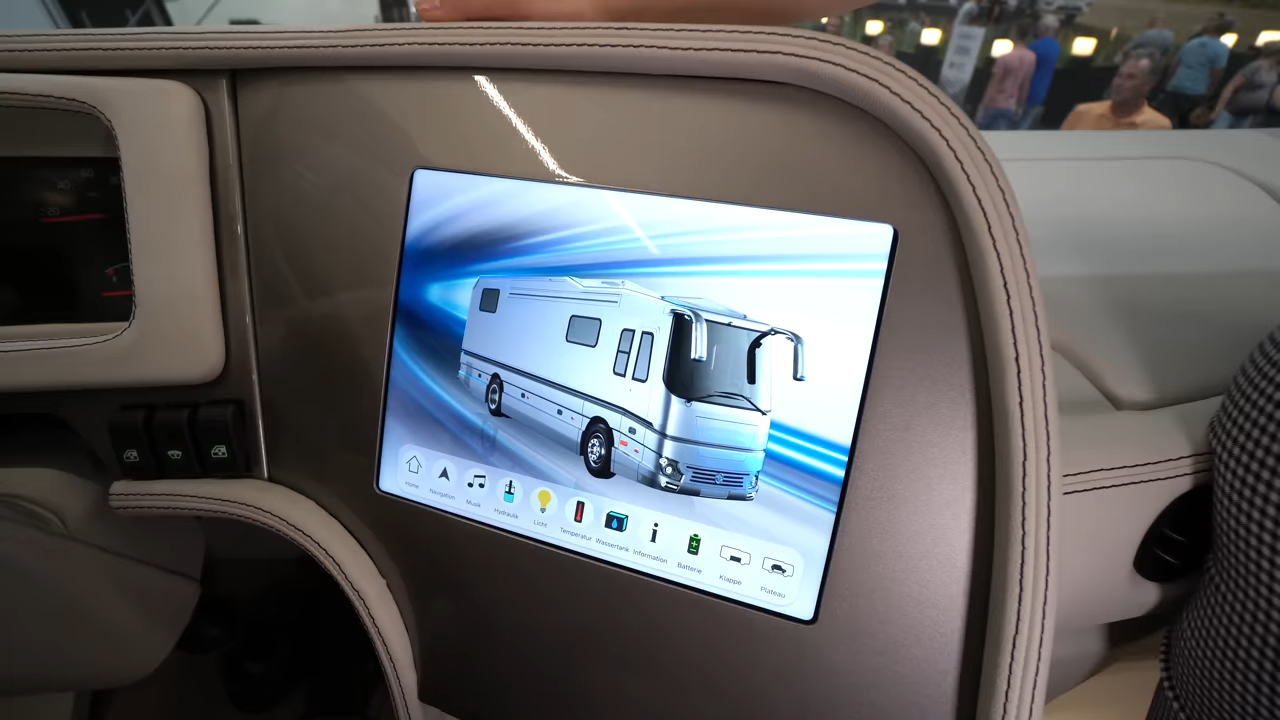 Home
Navigation
Musik
Hydraulik
Licht
Temperatur
Wassertank
Information
Batterie
Klappe
Plateau